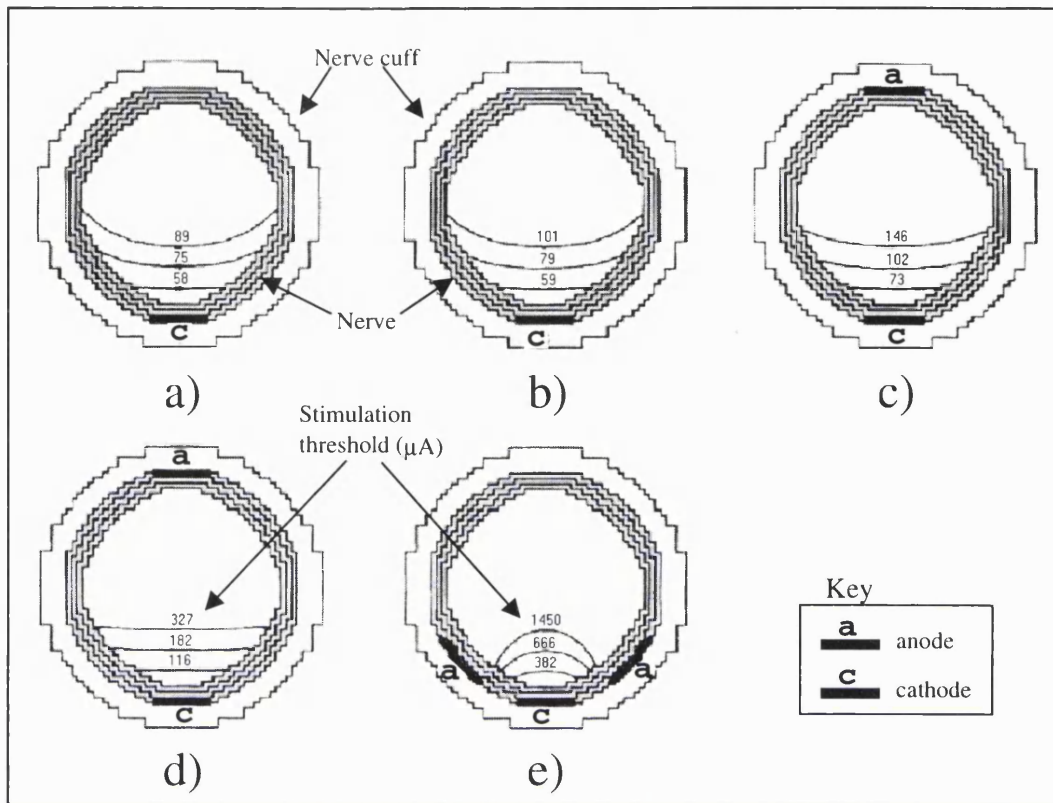 Nerve cuff
a
89
75
58
101
79
59
146
102
73
Nerve
c
c
c
a)
b)
c)
Stimulation
threshold (µA)
a
327
182
116
1450
666
382
a
a
c
c
d)
e)
Key
a
anode
c
cathode